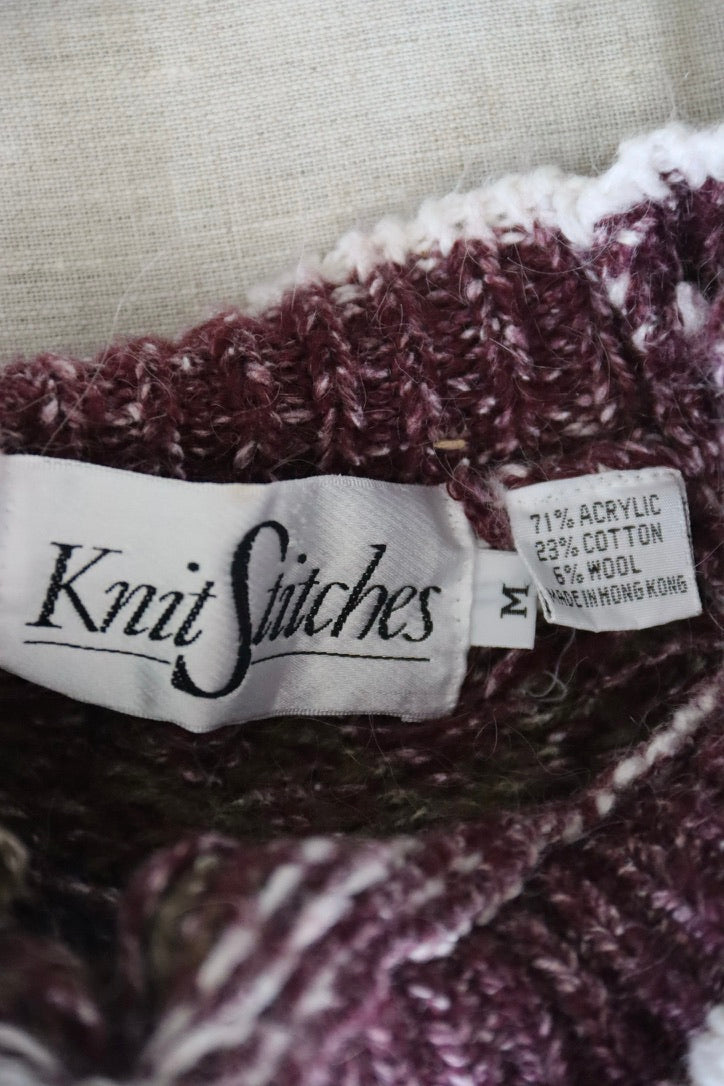 Knit Stitches
M
71% ACRYLIC
23% COTTON
6% WOOL
MADE IN HONG KONG